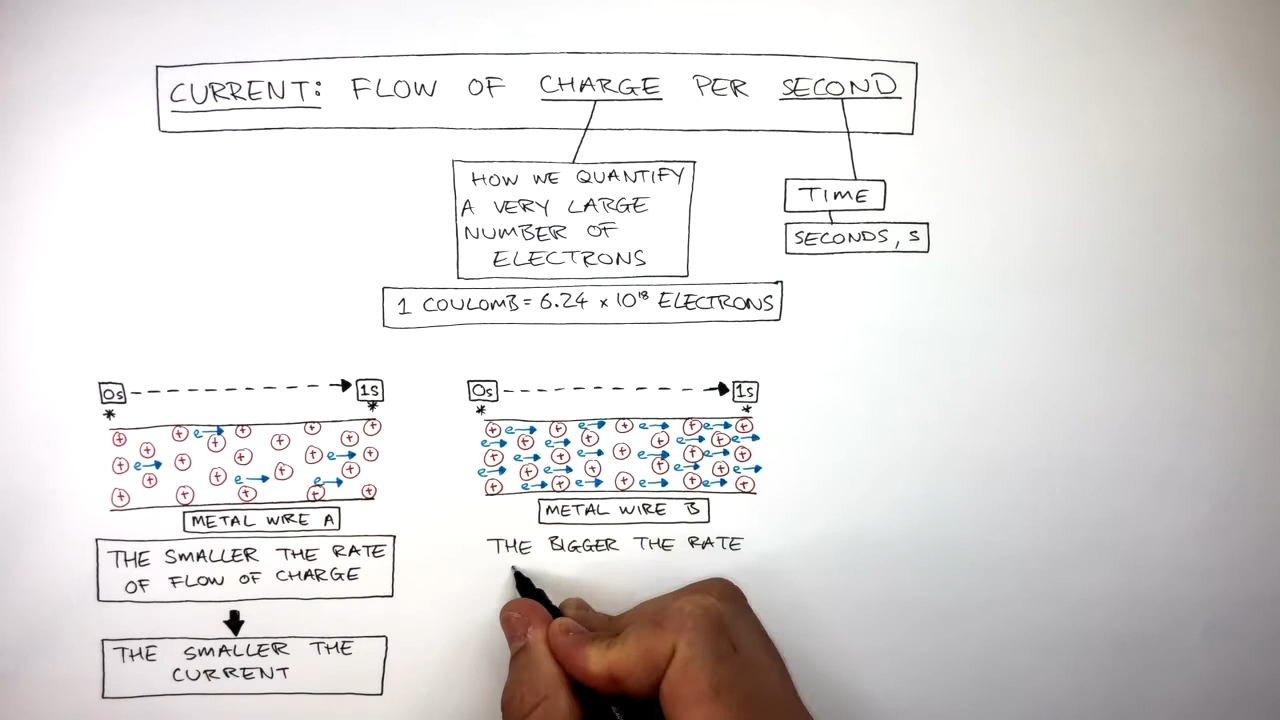 CURRENT: FLOW OF CHARGE PER SECOND
HOW WE QUANTIFY
A VERY LARGE
NUMBER OF
ELECTRONS
TIME
SECONDS, S
1 COULOMB = 6.24 × 10¹⁸ ELECTRONS
0s
1s
*
*
+ + e + + + + + + + e + + + + e + + + e + + + e + + +
METAL WIRE A
THE SMALLER THE RATE
OF FLOW OF CHARGE
THE SMALLER THE
CURRENT
0s
1s
*
*
+ + e + e + e + e e + e + + + e + e + e e + e + e + e + e + e + e + e + e + e +
METAL WIRE B
THE BIGGER THE RATE